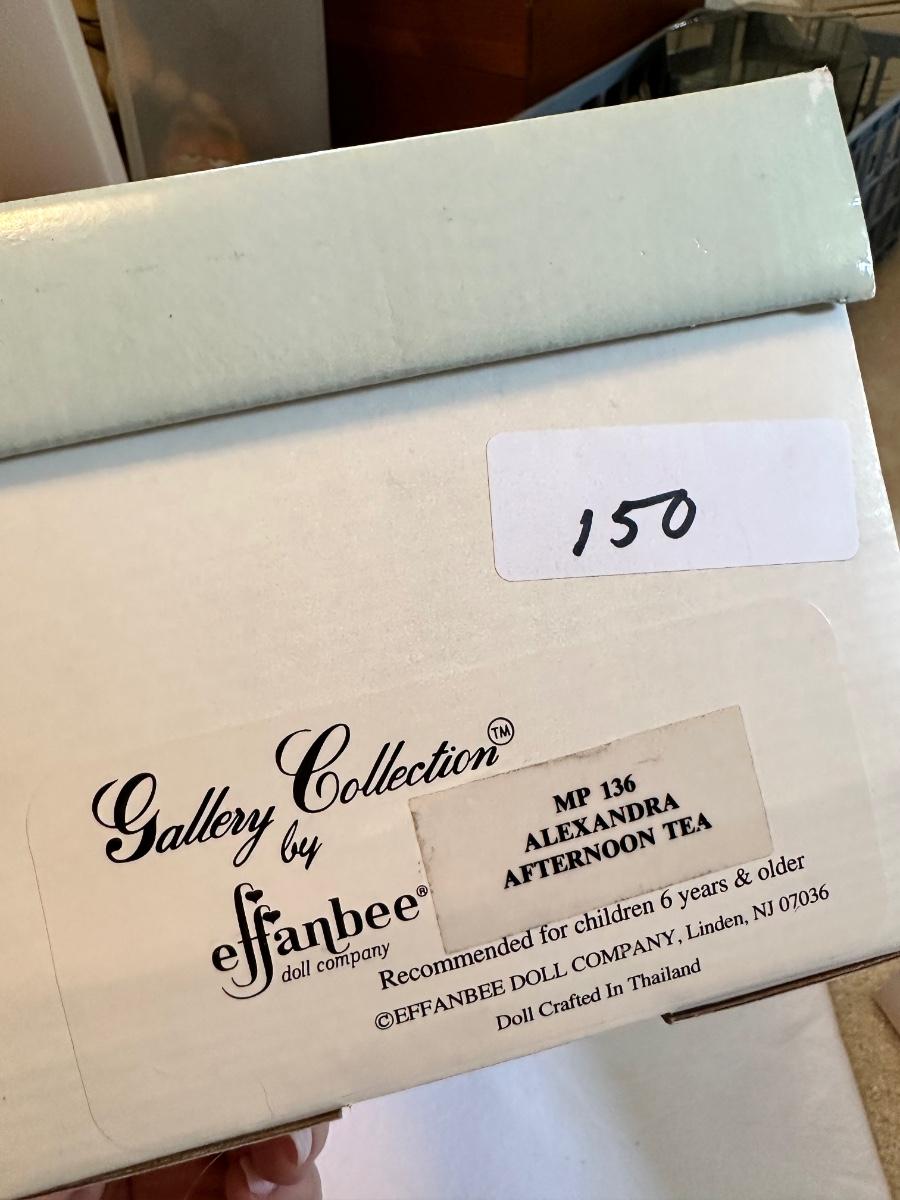 150
Gallery Collection™
by
effanbee®
doll company
MP 136
ALEXANDRA
AFTERNOON TEA
Recommended for children 6 years & older
©EFFANBEE DOLL COMPANY, Linden, NJ 07036
Doll Crafted In Thailand